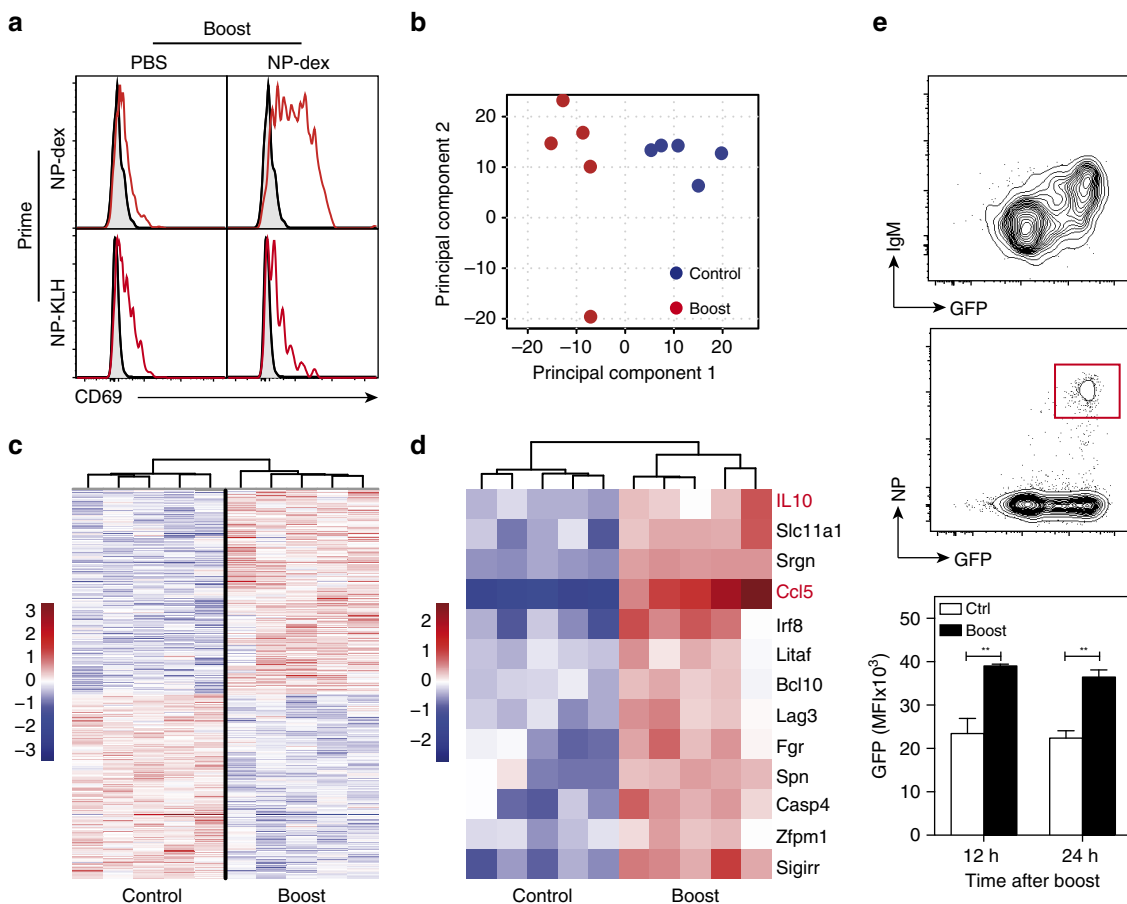 a
Boost
PBS
NP-dex
Prime
NP-dex
NP-KLH
CD69
b
Principal component 2
20
10
0
−10
−20
Control
Boost
−20
−10
0
10
20
Principal component 1
c
3
2
1
0
−1
−2
−3
Control
Boost
d
2
1
0
−1
−2
IL10
Slc11a1
Srgn
Ccl5
Irf8
Litaf
Bcl10
Lag3
Fgr
Spn
Casp4
Zfpm1
Sigirr
Control
Boost
e
IgM
GFP
NP
GFP
GFP (MFIx10³)
50
40
30
20
10
0
Ctrl
Boost
**
**
12 h
24 h
Time after boost